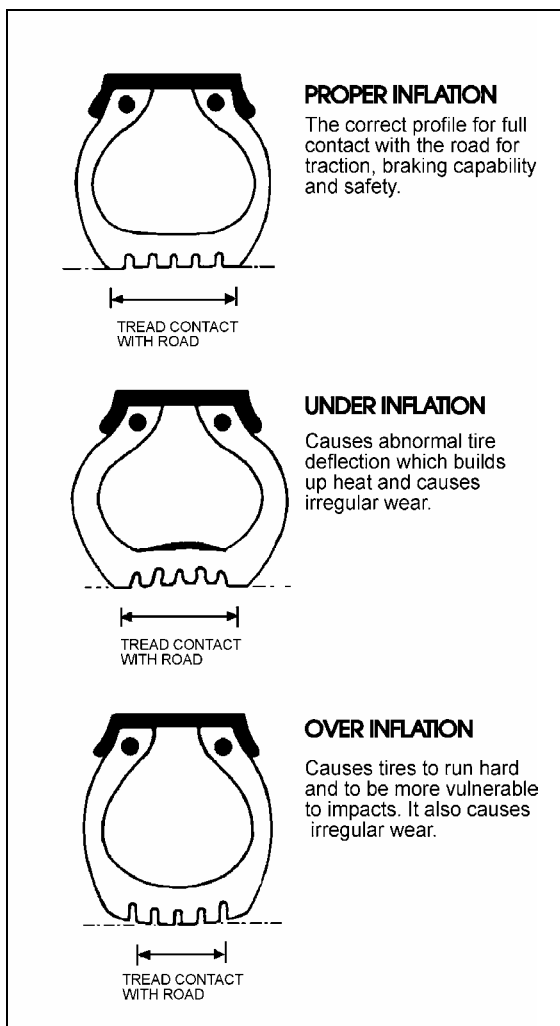 PROPER INFLATION
The correct profile for full
contact with the road for
traction, braking capability
and safety.
TREAD CONTACT
WITH ROAD
UNDER INFLATION
Causes abnormal tire
deflection which builds
up heat and causes
irregular wear.
TREAD CONTACT
WITH ROAD
OVER INFLATION
Causes tires to run hard
and to be more vulnerable
to impacts. It also causes
irregular wear.
TREAD CONTACT
WITH ROAD